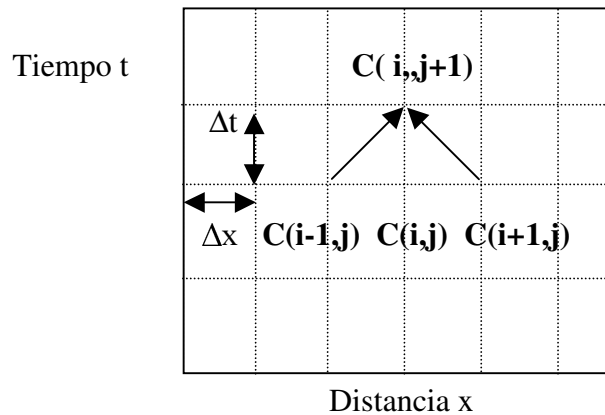 Tiempo t
C( i,,j+1)
Δt
Δx
C(i-1,j) C(i,j) C(i+1,j)
Distancia x